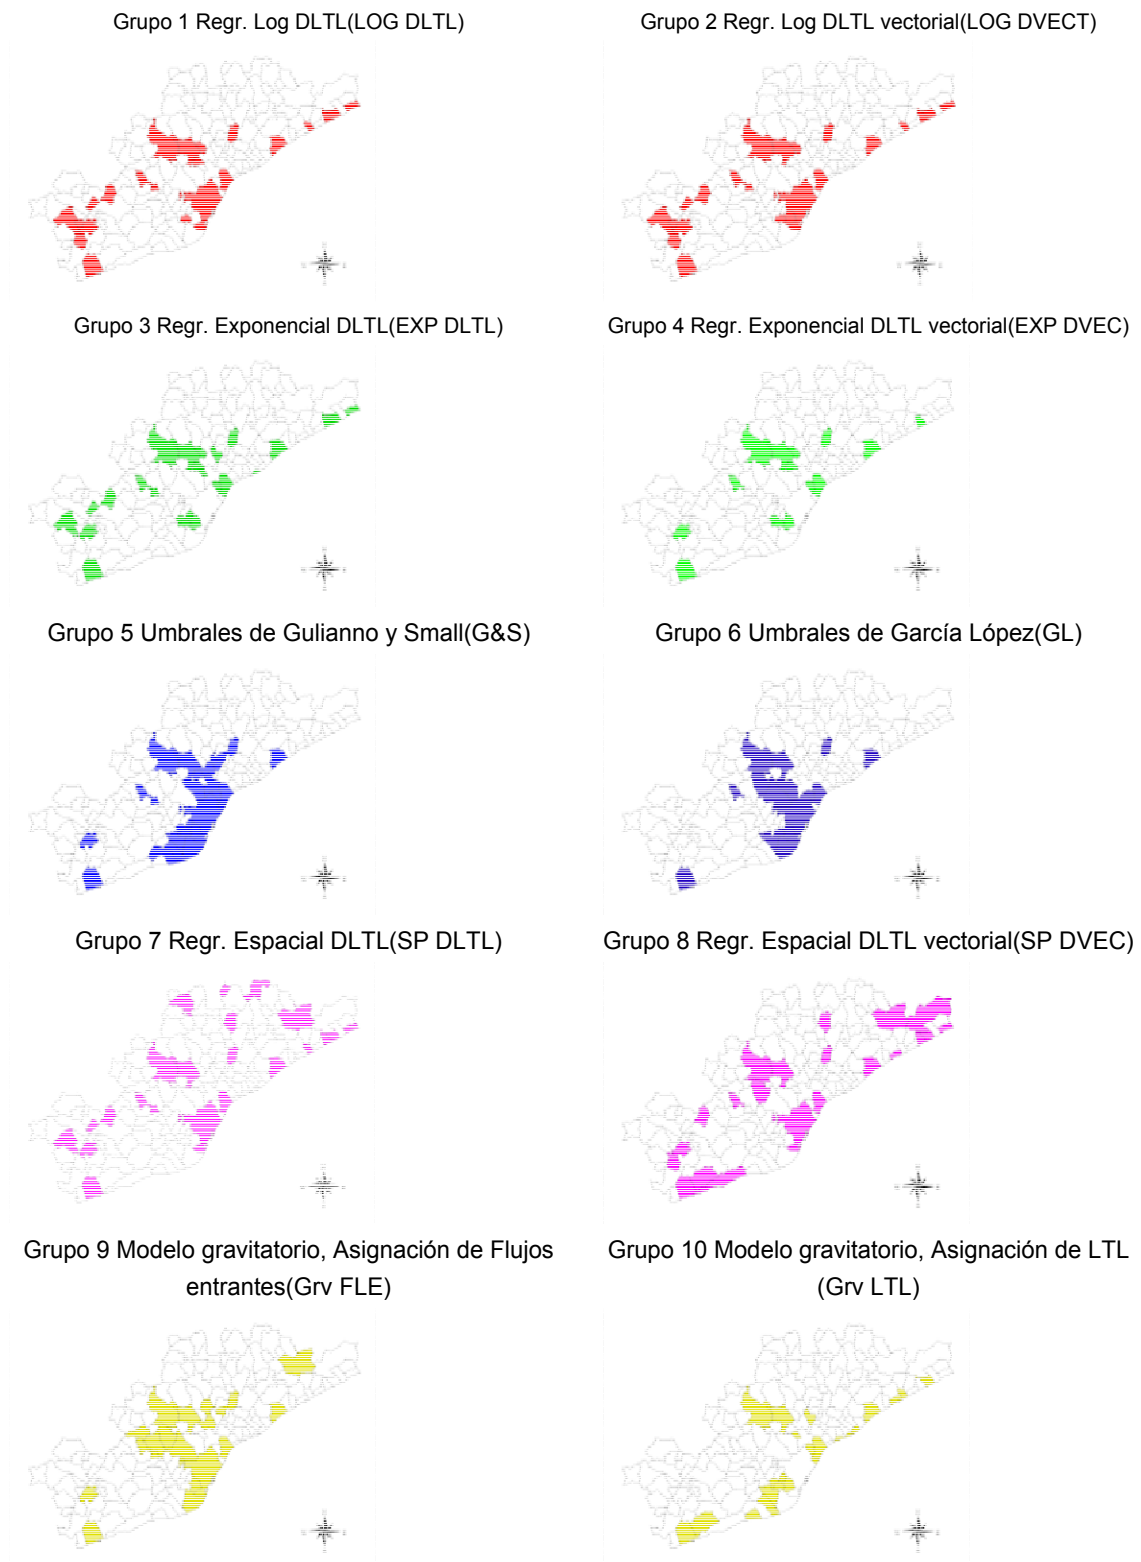 Grupo 1 Regr. Log DLTL(LOG DLTL)
Grupo 2 Regr. Log DLTL vectorial(LOG DVECT)
Grupo 3 Regr. Exponencial DLTL(EXP DLTL)
Grupo 4 Regr. Exponencial DLTL vectorial(EXP DVEC)
Grupo 5 Umbrales de Gulianno y Small(G&S)
Grupo 6 Umbrales de García López(GL)
Grupo 7 Regr. Espacial DLTL(SP DLTL)
Grupo 8 Regr. Espacial DLTL vectorial(SP DVEC)
Grupo 9 Modelo gravitatorio, Asignación de Flujos
entrantes(Grv FLE)
Grupo 10 Modelo gravitatorio, Asignación de LTL
(Grv LTL)